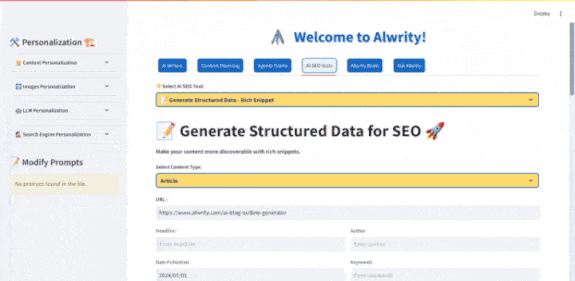 Deploy
Personalization
Content Personalization
Images Personalization
LLM Personalization
Search Engine Personalization
Modify Prompts
No prompts found in the file.
Welcome to Alwrity!
AI Writers
Content Planning
Agents Teams
AI SEO tools
Alwrity Brain
Ask Alwrity
Select AI SEO Tool:
Generate Structured Data - Rich Snippet
Generate Structured Data for SEO
Make your content more discoverable with rich snippets.
Select Content Type:
Article
URL:
https://www.alwrity.com/ai-blog-outline-generator
Headline:
Enter headline
Author
Enter author
Date Published
2024/07/01
Keywords
Enter keywords